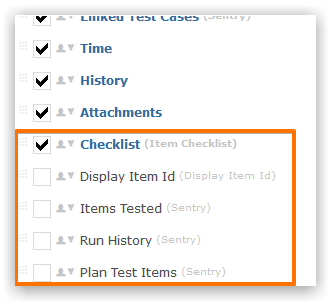 Linked Test Cases (Sentry)
Time
History
Attachments
Checklist (Item Checklist)
Display Item Id (Display Item Id)
Items Tested (Sentry)
Run History (Sentry)
Plan Test Items (Sentry)